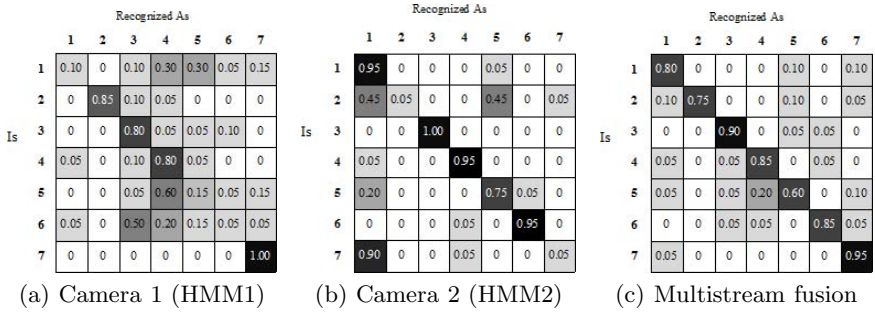 Recognized As
1 2 3 4 5 6 7
1 0.10 0 0.10 0.30 0.30 0.05 0.15
2 0 0.85 0.10 0.05 0 0 0
3 0 0 0.80 0.05 0.05 0.10 0
Is
4 0.05 0 0.10 0.80 0.05 0 0
5 0 0 0.05 0.60 0.15 0.05 0.15
6 0.05 0 0.50 0.20 0.15 0.05 0.05
7 0 0 0 0 0 0 1.00
(a) Camera 1 (HMM1)
Recognized As
1 2 3 4 5 6 7
1 0.95 0 0 0 0.05 0 0
2 0.45 0.05 0 0 0.45 0 0.05
3 0 0 1.00 0 0 0 0
Is
4 0.05 0 0 0.95 0 0 0
5 0.20 0 0 0 0.75 0.05 0
6 0 0 0 0.05 0 0.95 0
7 0.90 0 0 0.05 0 0 0.05
(b) Camera 2 (HMM2)
Recognized As
1 2 3 4 5 6 7
1 0.80 0 0 0 0.10 0 0.10
2 0.10 0.75 0 0 0.10 0 0.05
3 0 0 0.90 0 0.05 0.05 0
Is
4 0.05 0 0.05 0.85 0 0.05 0
5 0.05 0 0.05 0.20 0.60 0 0.10
6 0 0 0.05 0.05 0 0.85 0.05
7 0.05 0 0 0 0 0 0.95
(c) Multistream fusion